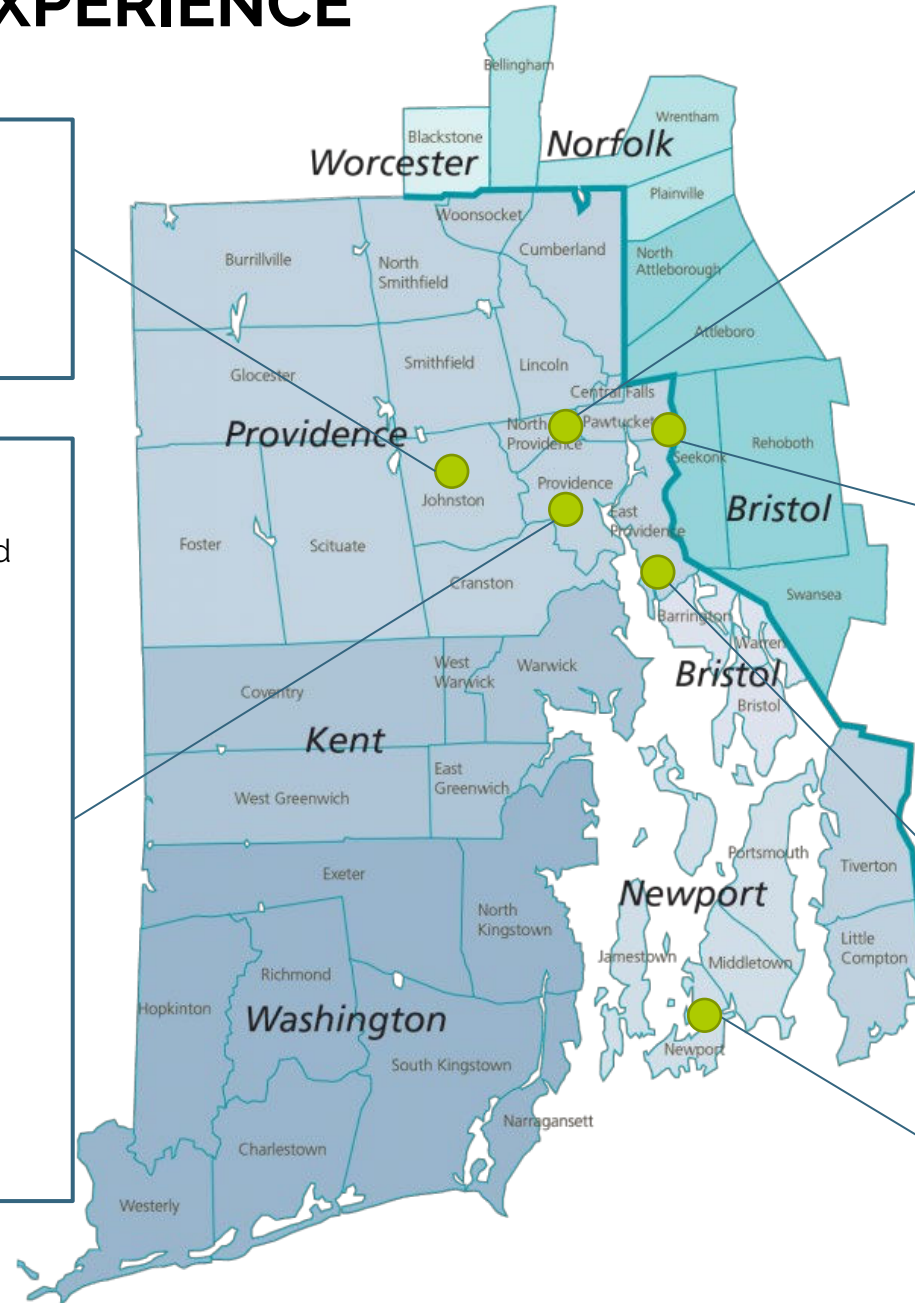 XPERIENCE
Bellingham
Wrentham
Blackstone
Norfolk
Worcester
Plainville
Woonsocket
Cumberland
Burrillville
North
Smithfield
North
Attleborough
Attleboro
Smithfield
Lincoln
Glocester
Central Falls
Providence
North
Providence
Pawtucket
Rehoboth
Seekonk
Johnston
Providence
Bristol
East
Providence
d
Foster
Scituate
Cranston
Swansea
Barrington
Warren
West
Warwick
Warwick
Bristol
Coventry
Bristol
Kent
East
Greenwich
West Greenwich
Portsmouth
Tiverton
Exeter
Newport
North
Kingstown
Little
Compton
Jamestown
Middletown
Richmond
Hopkinton
Washington
South Kingstown
Newport
Narragansett
Charlestown
Westerly